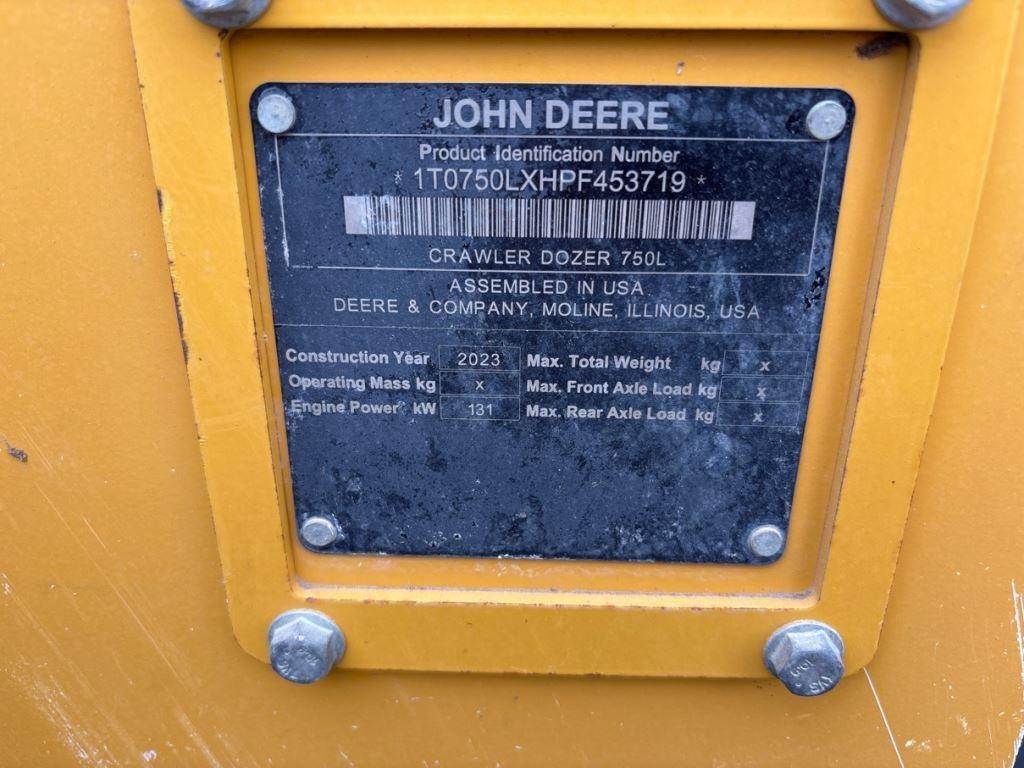 JOHN DEERE
Product Identification Number
* 1T0750LXHPF453719 *
CRAWLER DOZER 750L
ASSEMBLED IN USA
DEERE & COMPANY, MOLINE, ILLINOIS, USA
Construction Year 2023 Max. Total Weight kg x
Operating Mass kg x Max. Front Axle Load kg x
Engine Power kW 131 Max. Rear Axle Load kg x